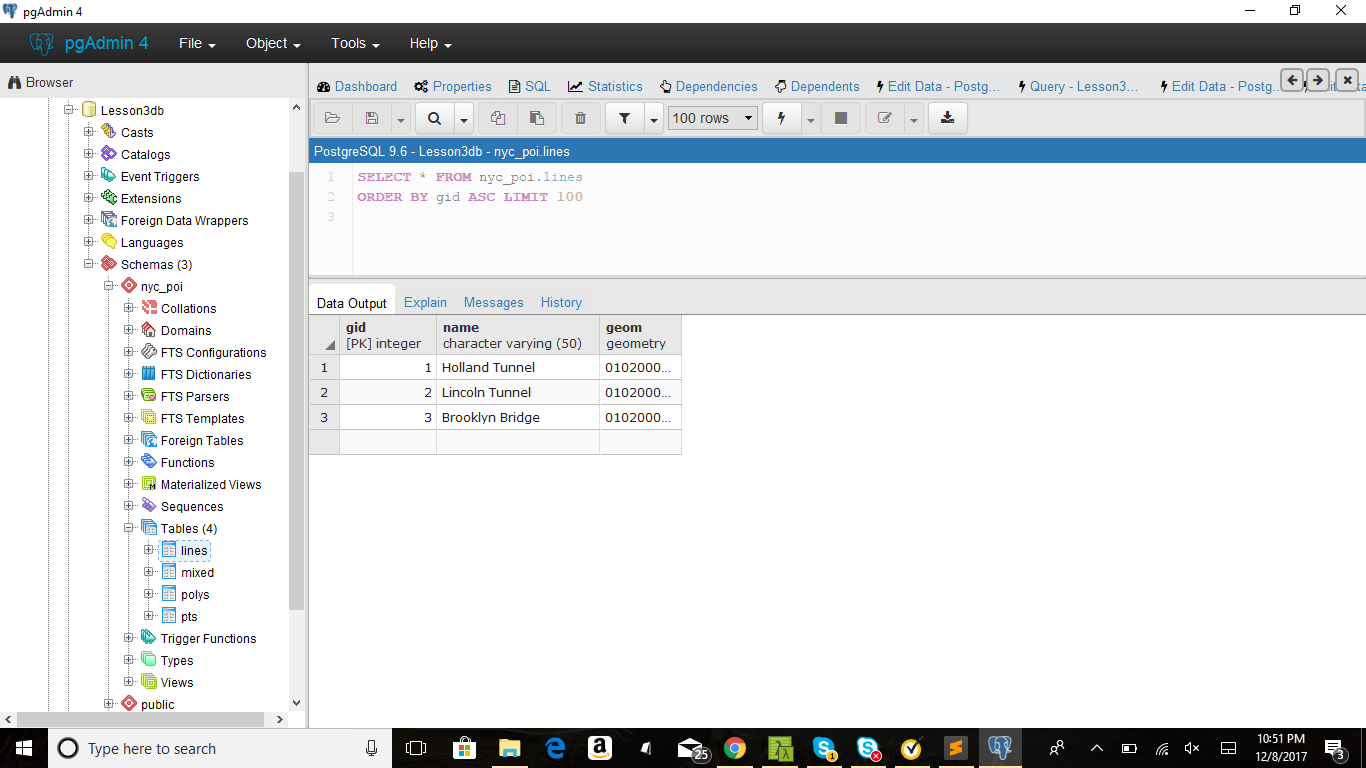 pgAdmin 4
pgAdmin 4 File Object Tools Help
Browser
Dashboard Properties SQL Statistics Dependencies Dependents Edit Data - Postg... Query - Lesson3... Edit Data - Postg...
100 rows
PostgreSQL 9.6 - Lesson3db - nyc_poi.lines
1 SELECT * FROM nyc_poi.lines
2 ORDER BY gid ASC LIMIT 100
3
Lesson3db
Casts
Catalogs
Event Triggers
Extensions
Foreign Data Wrappers
Languages
Schemas (3)
nyc_poi
Collations
Domains
FTS Configurations
FTS Dictionaries
FTS Parsers
FTS Templates
Foreign Tables
Functions
Materialized Views
Sequences
Tables (4)
lines
mixed
polys
pts
Trigger Functions
Types
Views
public
Data Output Explain Messages History
gid name geom
[PK] integer character varying (50) geometry
1 1 Holland Tunnel 0102000...
2 2 Lincoln Tunnel 0102000...
3 3 Brooklyn Bridge 0102000...
Type here to search
25
1
10:51 PM
12/8/2017
3